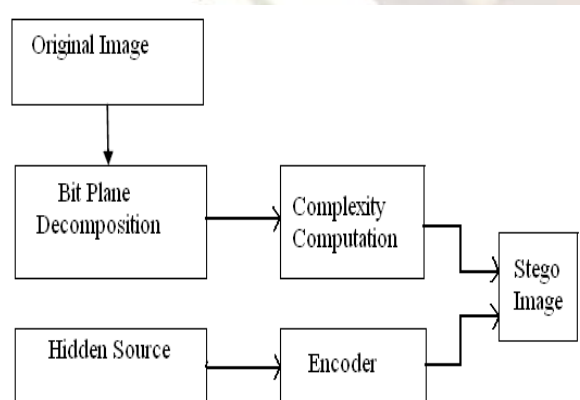 Original Image
Bit Plane
Decomposition
Complexity
Computation
Stego
Image
Hidden Source
Encoder